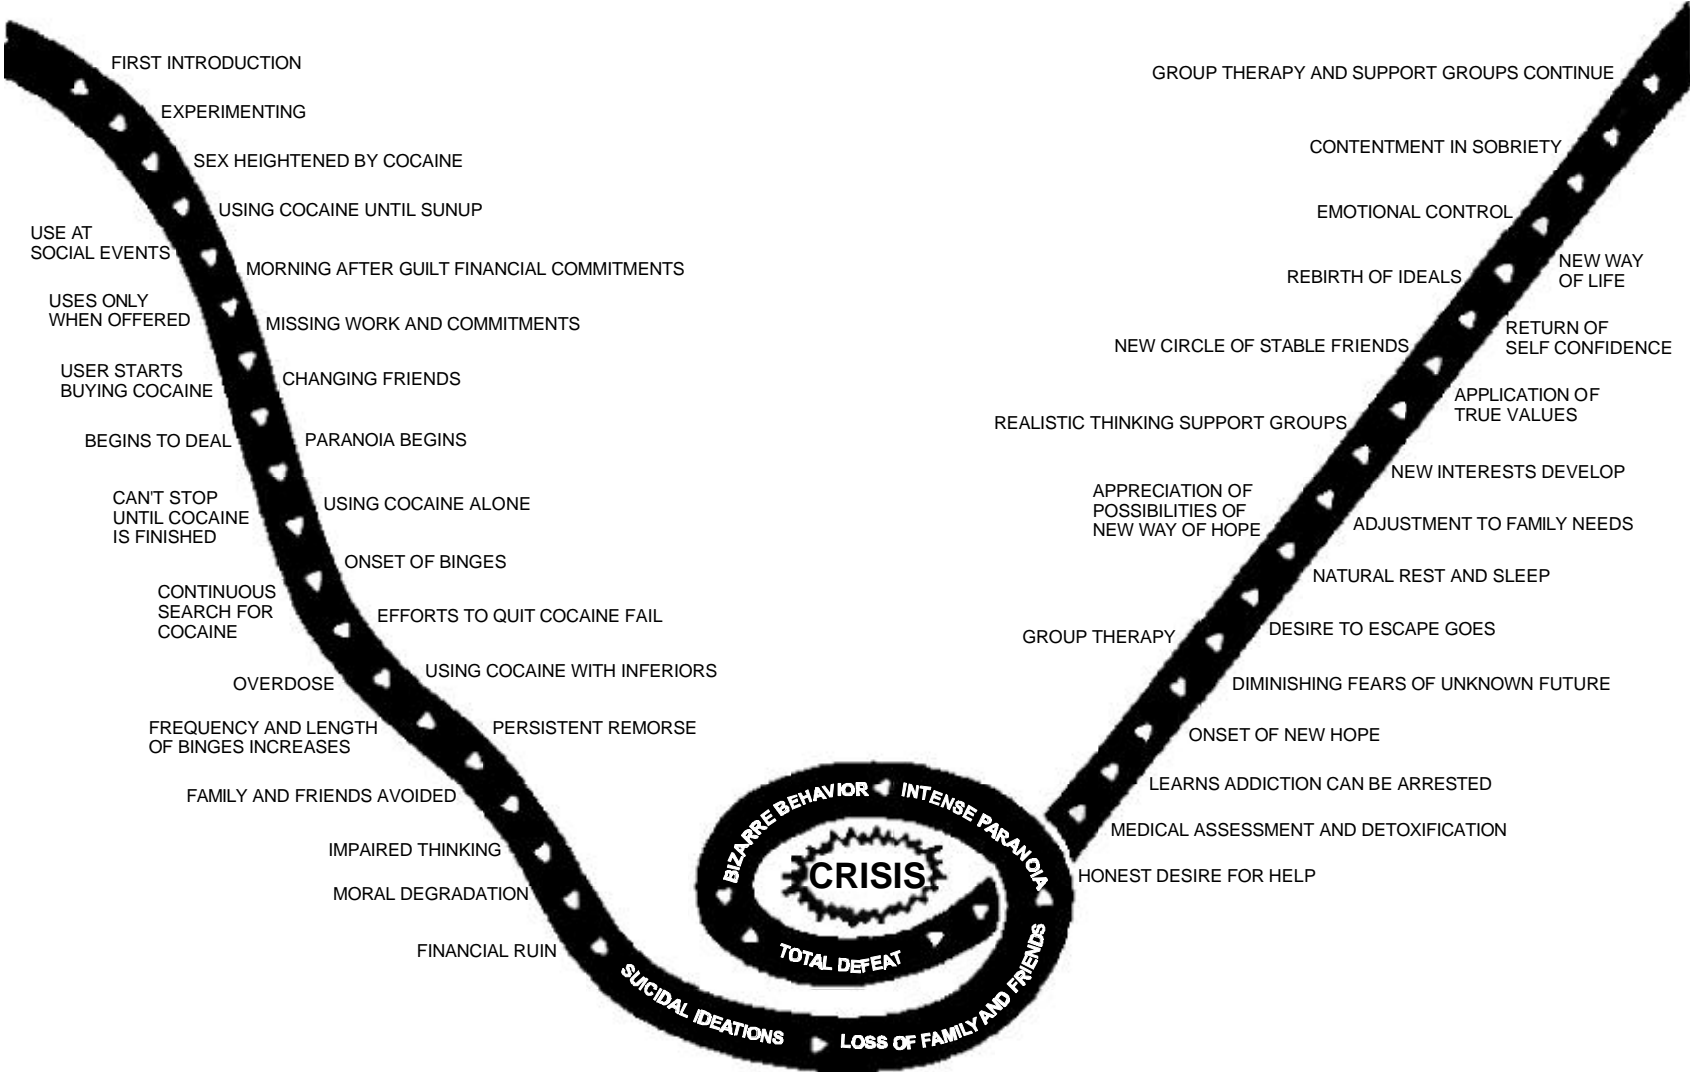 FIRST INTRODUCTION
EXPERIMENTING
SEX HEIGHTENED BY COCAINE
USING COCAINE UNTIL SUNUP
USE AT
SOCIAL EVENTS
MORNING AFTER GUILT FINANCIAL COMMITMENTS
USES ONLY
WHEN OFFERED
MISSING WORK AND COMMITMENTS
USER STARTS
BUYING COCAINE
CHANGING FRIENDS
BEGINS TO DEAL
PARANOIA BEGINS
CAN'T STOP
UNTIL COCAINE
IS FINISHED
USING COCAINE ALONE
ONSET OF BINGES
CONTINUOUS
SEARCH FOR
COCAINE
EFFORTS TO QUIT COCAINE FAIL
OVERDOSE
USING COCAINE WITH INFERIORS
FREQUENCY AND LENGTH
OF BINGES INCREASES
PERSISTENT REMORSE
FAMILY AND FRIENDS AVOIDED
IMPAIRED THINKING
MORAL DEGRADATION
FINANCIAL RUIN
SUICIDAL IDEATIONS
LOSS OF FAMILY AND FRIENDS
INTENSE PARANOIA
BIZARRE BEHAVIOR
TOTAL DEFEAT
CRISIS
GROUP THERAPY AND SUPPORT GROUPS CONTINUE
CONTENTMENT IN SOBRIETY
EMOTIONAL CONTROL
NEW WAY
OF LIFE
REBIRTH OF IDEALS
RETURN OF
SELF CONFIDENCE
NEW CIRCLE OF STABLE FRIENDS
APPLICATION OF
TRUE VALUES
REALISTIC THINKING SUPPORT GROUPS
NEW INTERESTS DEVELOP
APPRECIATION OF
POSSIBILITIES OF
NEW WAY OF HOPE
ADJUSTMENT TO FAMILY NEEDS
NATURAL REST AND SLEEP
GROUP THERAPY
DESIRE TO ESCAPE GOES
DIMINISHING FEARS OF UNKNOWN FUTURE
ONSET OF NEW HOPE
LEARNS ADDICTION CAN BE ARRESTED
MEDICAL ASSESSMENT AND DETOXIFICATION
HONEST DESIRE FOR HELP